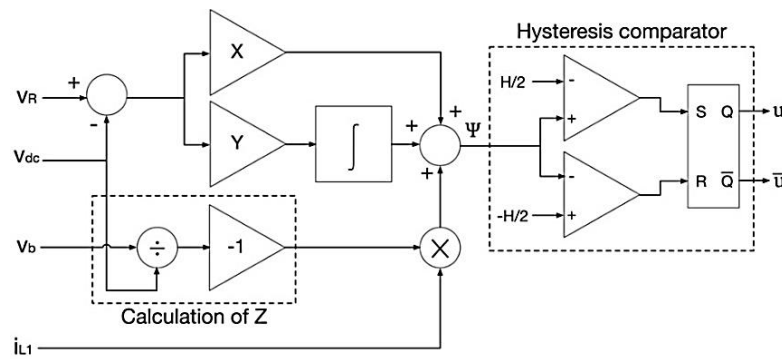 Hysteresis comparator
X
+
+
H/2
-
V_R
+
S Q
u
-
Y
∫
+
+
Ψ
V_dc
+
-
R Q̅
u̅
-H/2
+
V_b
÷
-1
×
Calculation of Z
i_L1